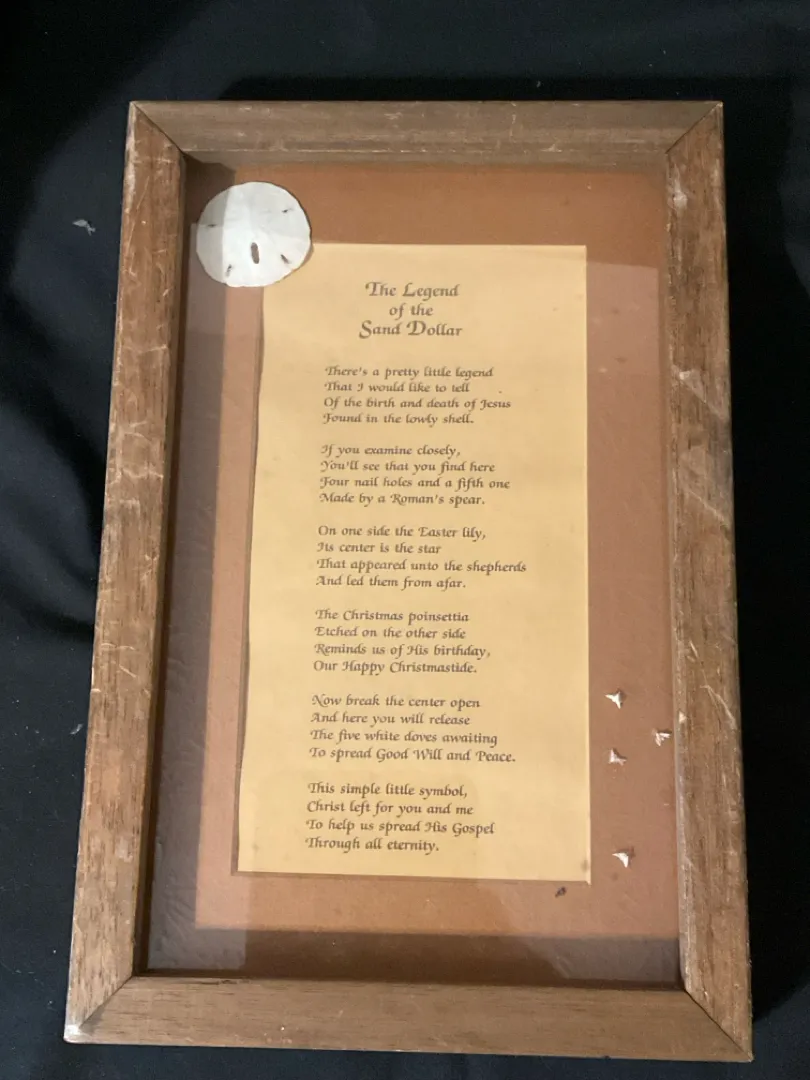 The Legend
of the
Sand Dollar
There's a pretty little legend
That I would like to tell
Of the birth and death of Jesus
Found in the lowly shell.
If you examine closely,
You'll see that you find here
Four nail holes and a fifth one
Made by a Roman's spear.
On one side the Easter lily,
Its center is the star
That appeared unto the shepherds
And led them from afar.
The Christmas poinsettia
Etched on the other side
Reminds us of His birthday,
Our Happy Christmastide.
Now break the center open
And here you will release
The five white doves awaiting
To spread Good Will and Peace.
This simple little symbol,
Christ left for you and me
To help us spread His Gospel
Through all eternity.